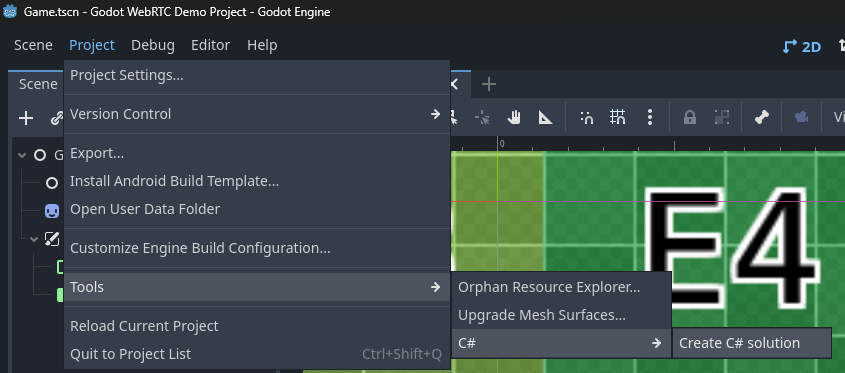 Game.tscn - Godot WebRTC Demo Project - Godot Engine
Scene Project Debug Editor Help
2D
Scene
Project Settings...
Version Control
Export...
Install Android Build Template...
Open User Data Folder
Customize Engine Build Configuration...
Tools
Reload Current Project
Quit to Project List Ctrl+Shift+Q
Orphan Resource Explorer...
Upgrade Mesh Surfaces...
C#
Create C# solution
0
E4